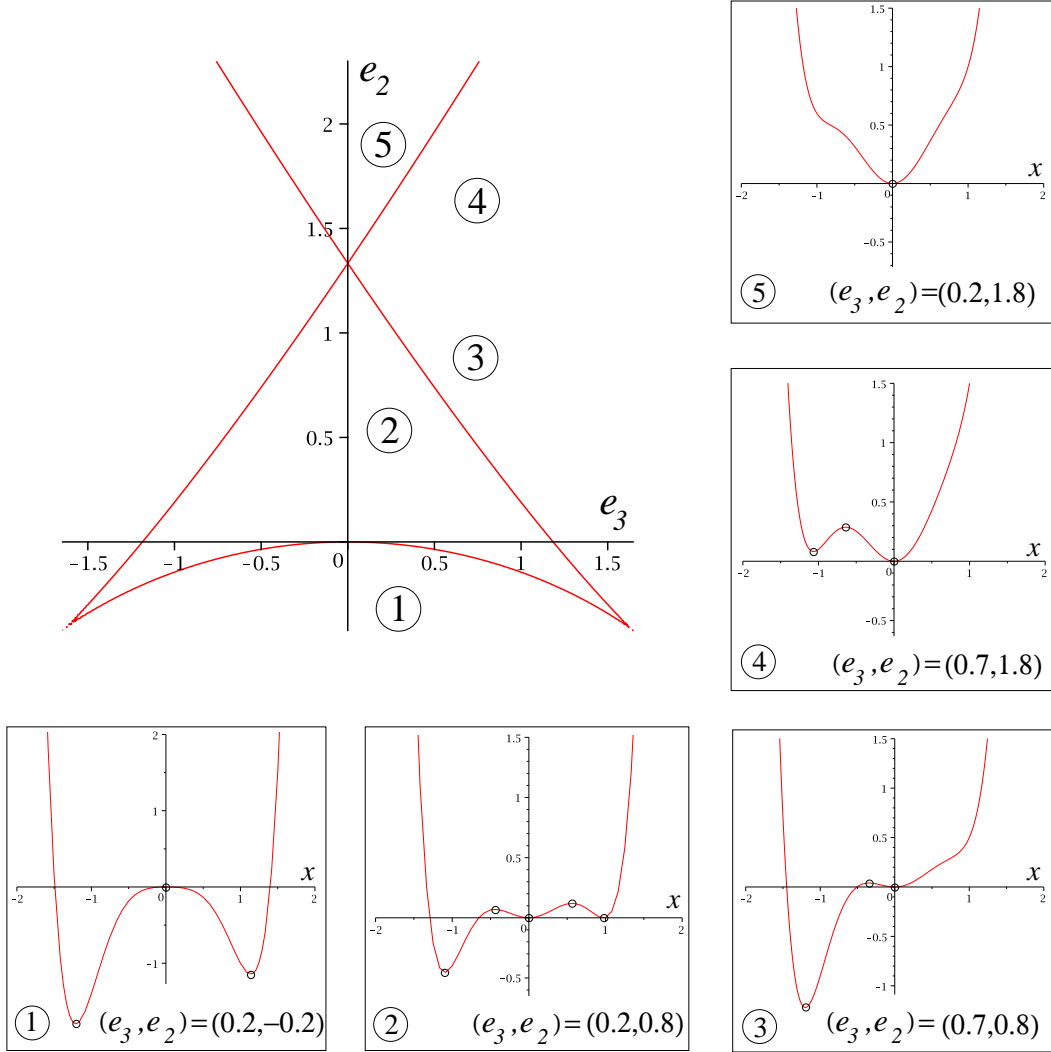 e2
2
1.5
1
0.5
−1.5 −1 −0.5 0 0.5 1 1.5
e3
5
4
3
2
1
1.5
1
0.5
x
-2 -1 0 1 2
-0.5
5 (e3,e2)=(0.2,1.8)
1.5
1
0.5
x
-2 -1 0 1 2
-0.5
4 (e3,e2)=(0.7,1.8)
2
1
x
-2 -1 0 1 2
-1
1 (e3,e2)=(0.2,−0.2)
1.5
1
0.5
x
-2 -1 0 1 2
-0.5
2 (e3,e2)=(0.2,0.8)
1.5
1
0.5
x
-2 -1 0 1 2
-0.5
-1
3 (e3,e2)=(0.7,0.8)